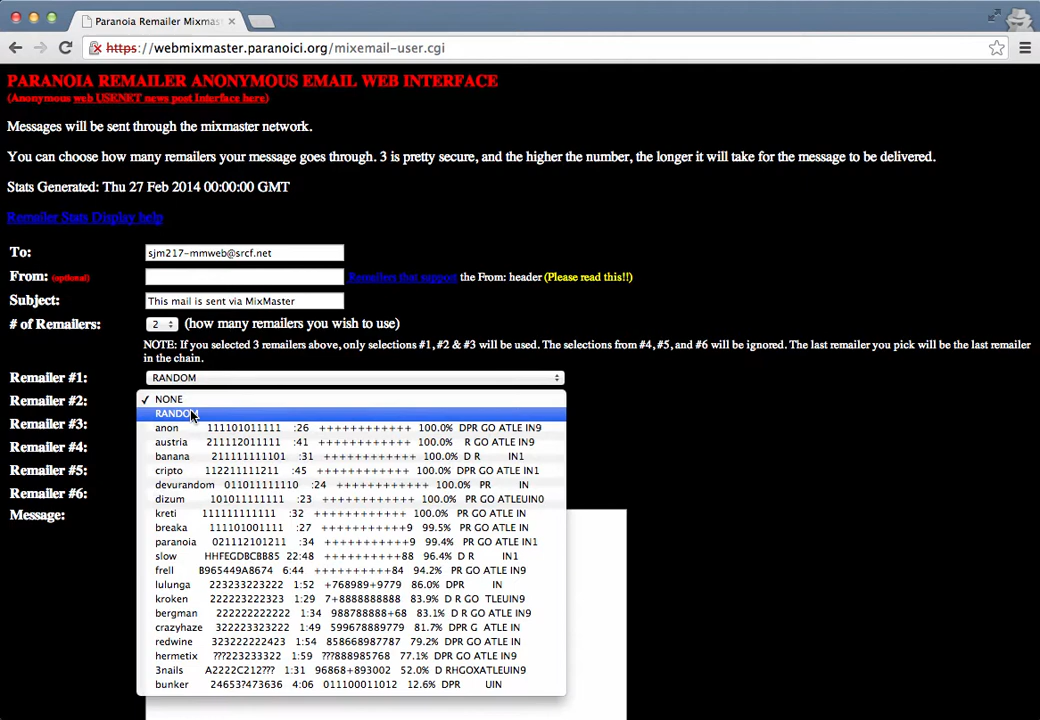 Paranoia Remailer Mixmas
https://webmixmaster.paranoici.org/mixemail-user.cgi
PARANOIA REMAILER ANONYMOUS EMAIL WEB INTERFACE
(Anonymous web USENET news post Interface here)
Messages will be sent through the mixmaster network.
You can choose how many remailers your message goes through. 3 is pretty secure, and the higher the number, the longer it will take for the message to be delivered.
Stats Generated: Thu 27 Feb 2014 00:00:00 GMT
Remailer Stats Display help
To: sjm217-mmweb@srcf.net
From: (optional) Remailers that support the From: header (Please read this!!)
Subject: This mail is sent via MixMaster
# of Remailers: 2 (how many remailers you wish to use)
NOTE: If you selected 3 remailers above, only selections #1, #2 & #3 will be used. The selections from #4, #5, and #6 will be ignored. The last remailer you pick will be the last remailer
in the chain.
Remailer #1: RANDOM
Remailer #2: ✓ NONE
RANDOM
Remailer #3:
anon 111101011111 :26 ++++++++++++ 100.0% DPR GO ATLE IN9
austria 211112011111 :41 ++++++++++++ 100.0% R GO ATLE IN9
Remailer #4:
banana 211111111101 :31 ++++++++++++ 100.0% D R IN1
cripto 112211111211 :45 ++++++++++++ 100.0% DPR GO ATLE IN1
Remailer #5:
devurandom 011011111110 :24 ++++++++++++ 100.0% PR IN
Remailer #6:
dizum 101011111111 :23 ++++++++++++ 100.0% PR GO ATLEUIN0
Message:
kreti 111111111111 :32 ++++++++++++ 100.0% PR GO ATLE IN
breaka 111101001111 :27 +++++++++++9 99.5% PR GO ATLE IN
paranoia 021112101211 :34 +++++++++++9 99.4% PR GO ATLE IN1
slow HHFEGDBCBB85 22:48 ++++++++++88 96.4% D R IN1
frell B965449A8674 6:44 ++++++++++84 94.2% PR GO ATLE IN9
lulunga 223233223222 1:52 +768989+9779 86.0% DPR IN
kroken 222223222323 1:29 7+8888888888 83.9% D R GO TLEUIN9
bergman 222222222222 1:34 988788888+68 83.1% D R GO ATLE IN9
crazyhaze 322223323222 1:49 599678889779 81.7% DPR G ATLE IN
redwine 323222222423 1:54 858668987787 79.2% DPR GO ATLE IN
hermetix ???223233322 1:59 ???888985768 77.1% DPR GO ATLE IN9
3nails A2222C212??? 1:31 96868+893002 52.0% D RHGOXATLEUIN9
bunker 24653?473636 4:06 011100011012 12.6% DPR UIN